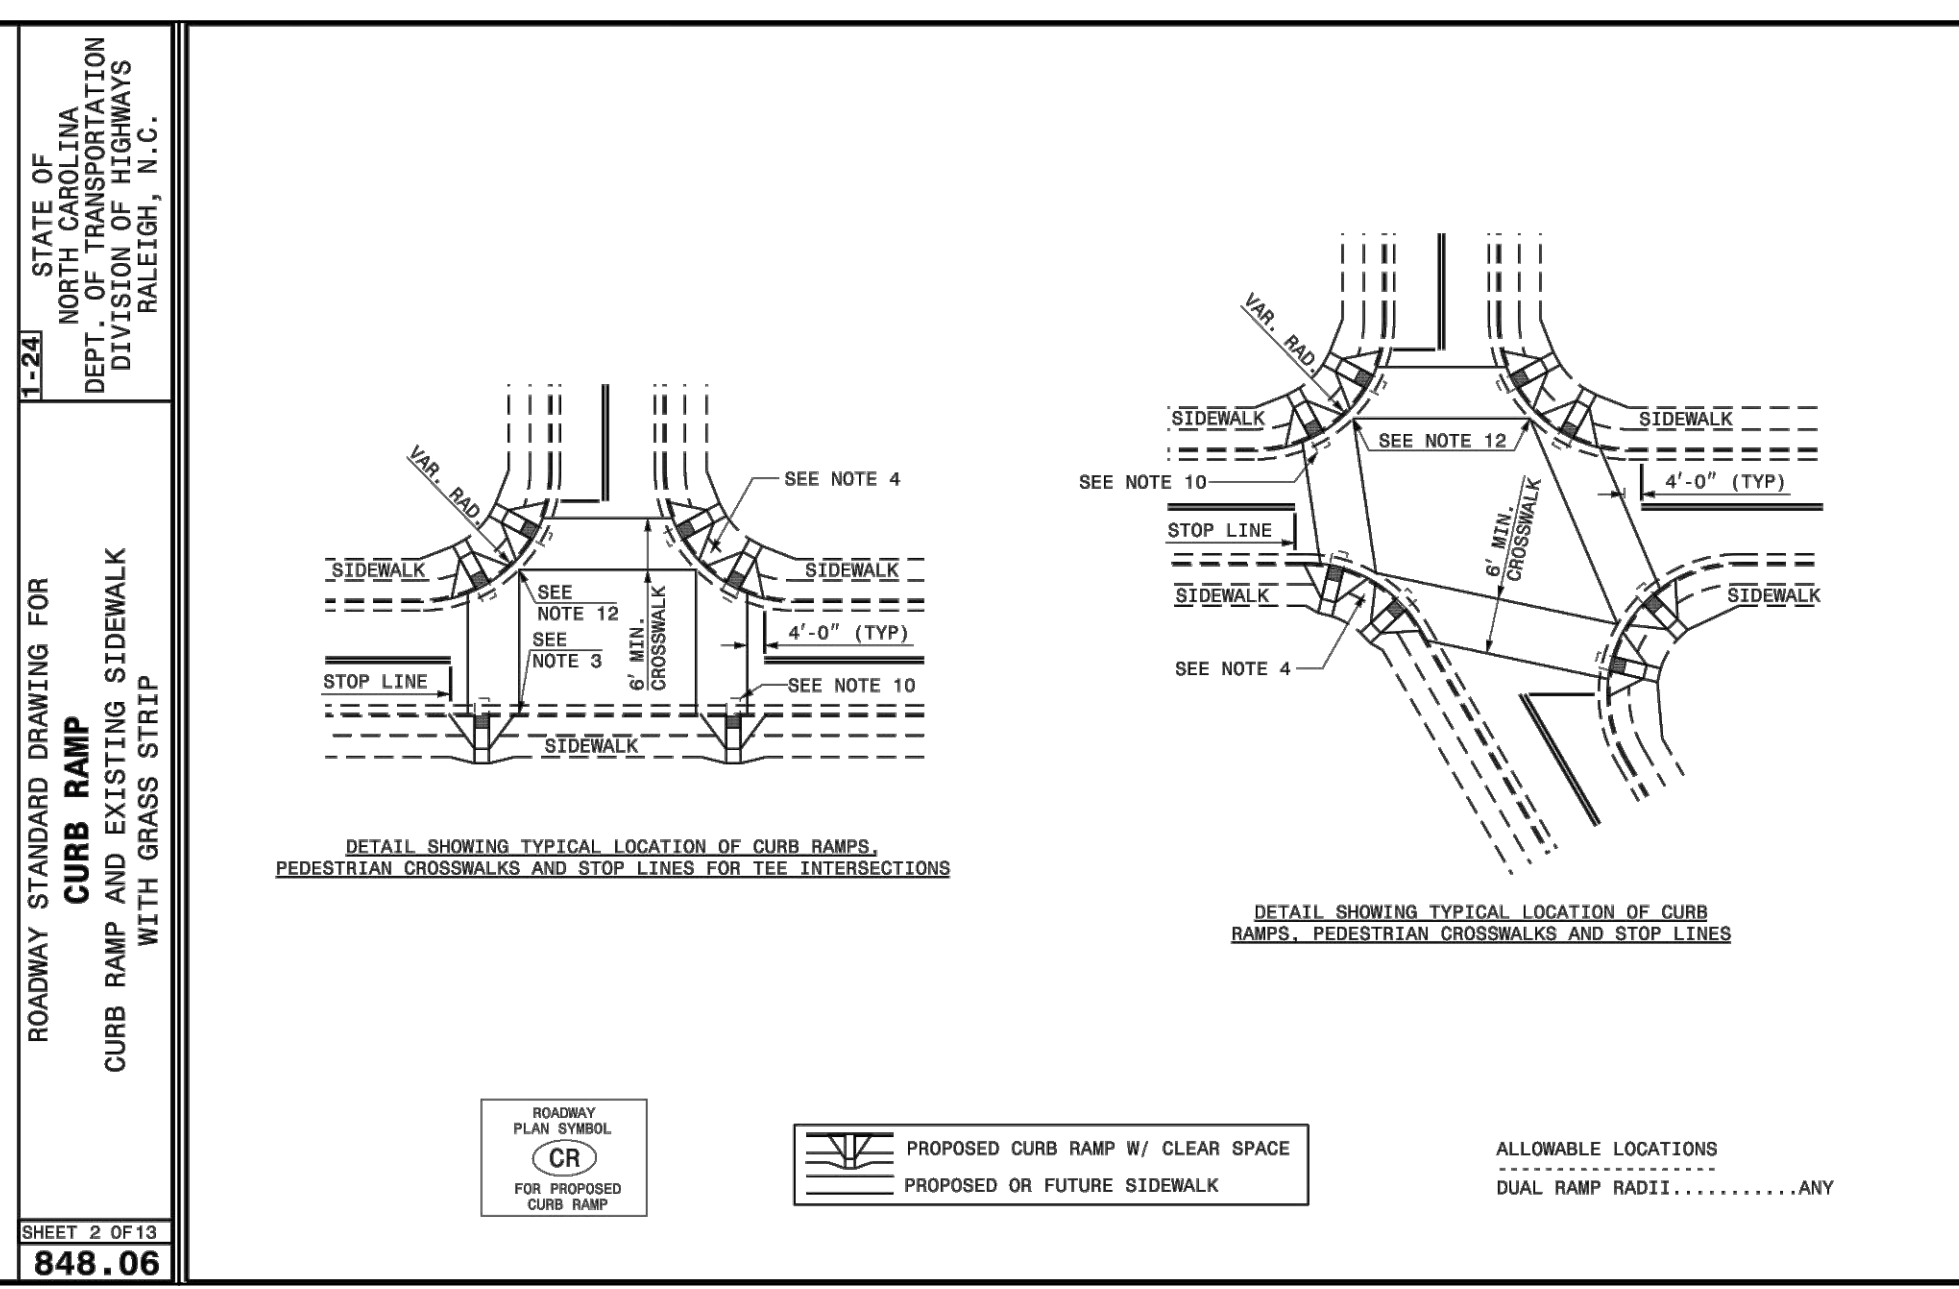 1-24
STATE OF
NORTH CAROLINA
DEPT. OF TRANSPORTATION
DIVISION OF HIGHWAYS
RALEIGH, N.C.
ROADWAY STANDARD DRAWING FOR
CURB RAMP
CURB RAMP AND EXISTING SIDEWALK
WITH GRASS STRIP
SHEET 2 OF 13
848.06
VAR. RAD.
SEE NOTE 4
SIDEWALK
SIDEWALK
SEE
NOTE 12
SEE
NOTE 3
6' MIN.
CROSSWALK
4'-0" (TYP)
STOP LINE
SEE NOTE 10
SIDEWALK
DETAIL SHOWING TYPICAL LOCATION OF CURB RAMPS,
PEDESTRIAN CROSSWALKS AND STOP LINES FOR TEE INTERSECTIONS
VAR. RAD.
SIDEWALK
SIDEWALK
SEE NOTE 12
SEE NOTE 10
4'-0" (TYP)
STOP LINE
6' MIN.
CROSSWALK
SIDEWALK
SIDEWALK
SEE NOTE 4
DETAIL SHOWING TYPICAL LOCATION OF CURB
RAMPS, PEDESTRIAN CROSSWALKS AND STOP LINES
ROADWAY
PLAN SYMBOL
CR
FOR PROPOSED
CURB RAMP
PROPOSED CURB RAMP W/ CLEAR SPACE
PROPOSED OR FUTURE SIDEWALK
ALLOWABLE LOCATIONS
-------------------
DUAL RAMP RADII...........ANY